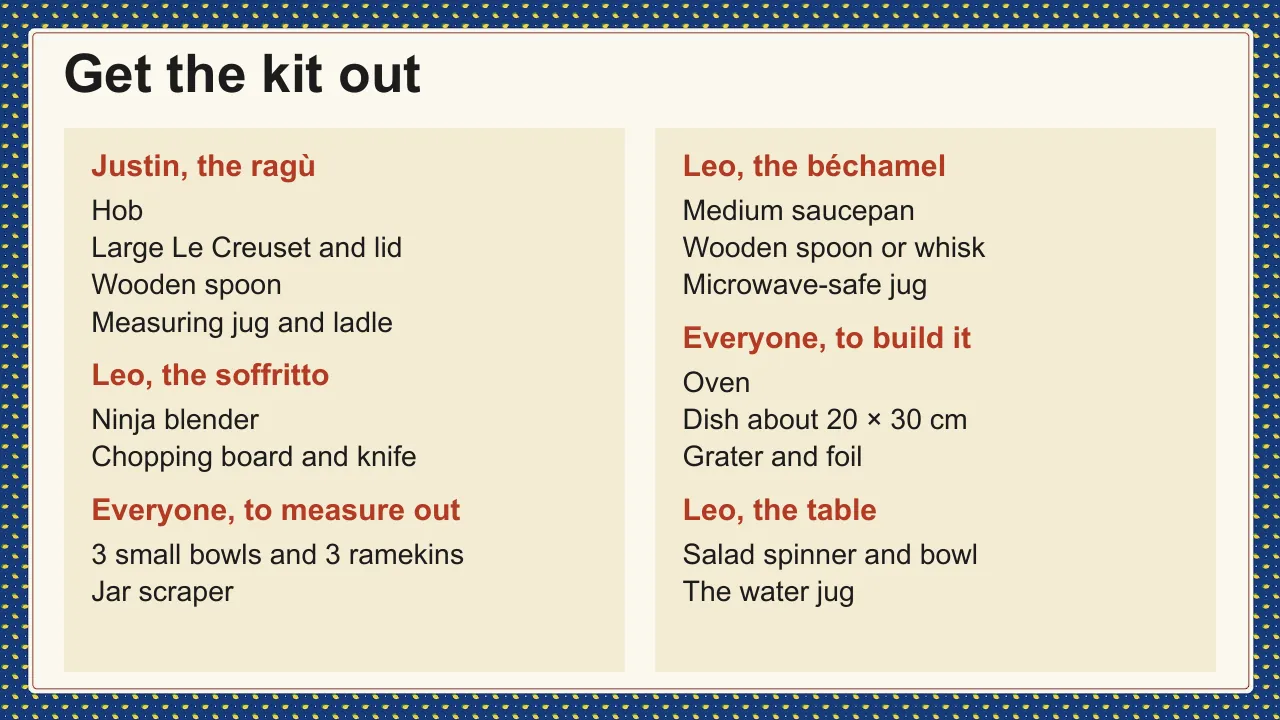 Get the kit out
Justin, the ragù
Hob
Large Le Creuset and lid
Wooden spoon
Measuring jug and ladle
Leo, the soffritto
Ninja blender
Chopping board and knife
Everyone, to measure out
3 small bowls and 3 ramekins
Jar scraper
Leo, the béchamel
Medium saucepan
Wooden spoon or whisk
Microwave-safe jug
Everyone, to build it
Oven
Dish about 20 × 30 cm
Grater and foil
Leo, the table
Salad spinner and bowl
The water jug